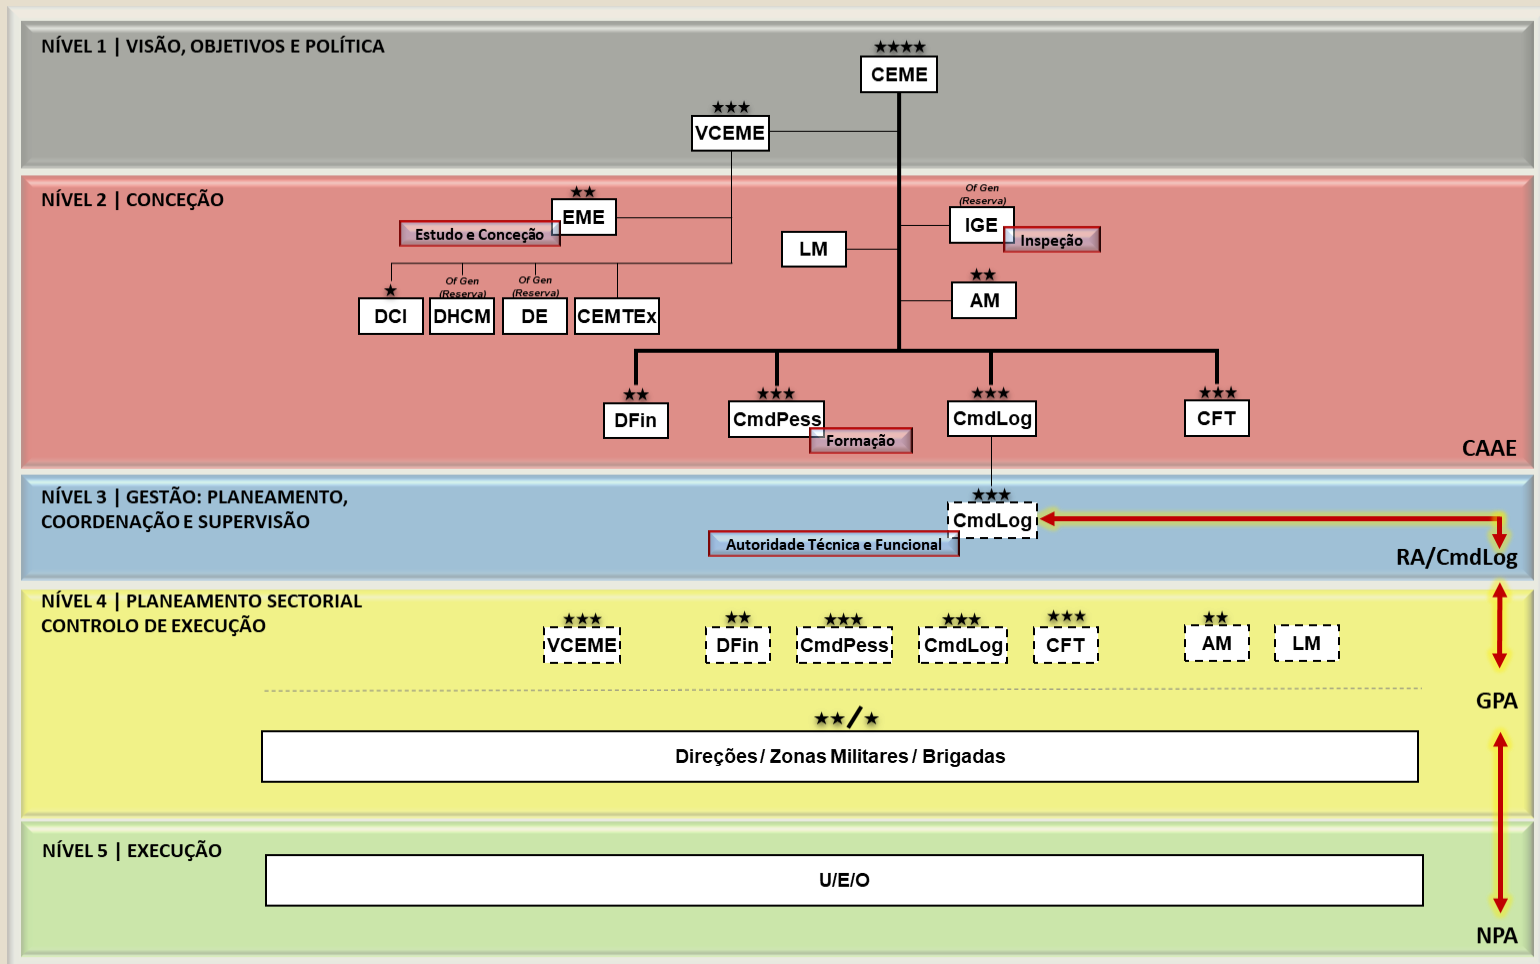 NÍVEL 1 | VISÃO, OBJETIVOS E POLÍTICA
★★★★
CEME
★★★
VCEME
NÍVEL 2 | CONCEÇÃO
★★
EME
Estudo e Conceção
Of Gen
(Reserva)
IGE
Inspeção
LM
★★
AM
★
DCI
Of Gen
(Reserva)
DHCM
Of Gen
(Reserva)
DE
CEMTEx
★★
DFin
★★★
CmdPess
Formação
★★★
CmdLog
★★★
CFT
CAAE
NÍVEL 3 | GESTÃO: PLANEAMENTO,
COORDENAÇÃO E SUPERVISÃO
★★★
CmdLog
Autoridade Técnica e Funcional
RA/CmdLog
NÍVEL 4 | PLANEAMENTO SECTORIAL
CONTROLO DE EXECUÇÃO
★★★
VCEME
★★
DFin
★★★
CmdPess
★★★
CmdLog
★★★
CFT
★★
AM
LM
GPA
★★/★
Direções / Zonas Militares / Brigadas
NÍVEL 5 | EXECUÇÃO
U/E/O
NPA